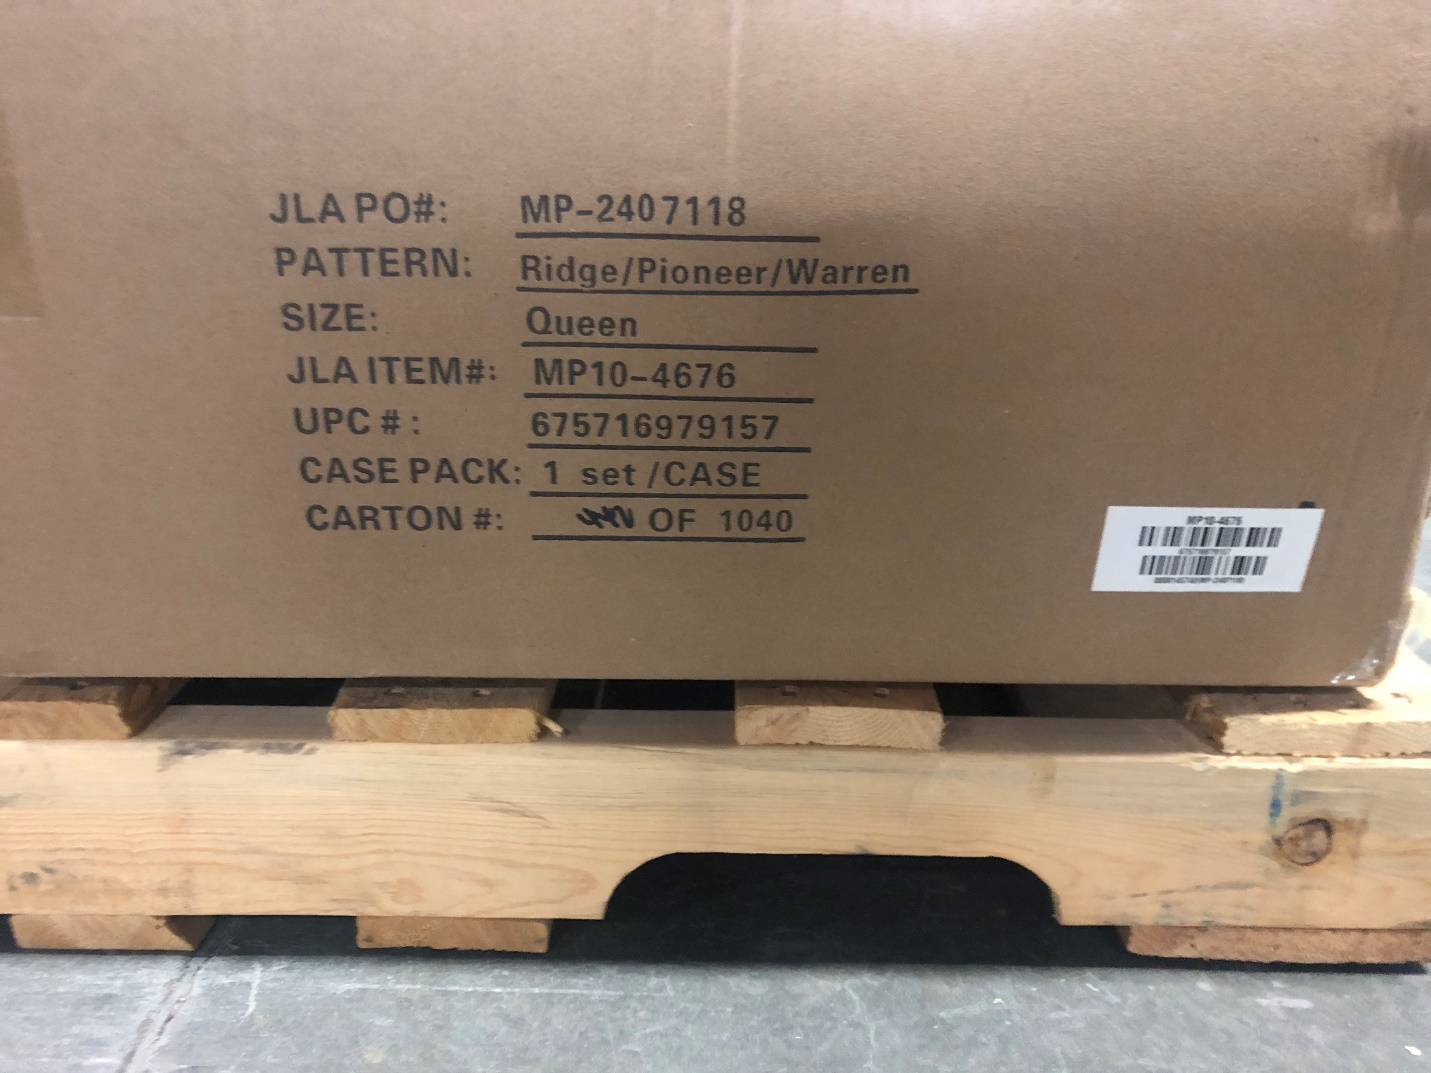 JLA PO#: MP-2407118
PATTERN: Ridge/Pioneer/Warren
SIZE: Queen
JLA ITEM#: MP10-4676
UPC #: 675716979157
CASE PACK: 1 set /CASE
CARTON #: OF 1040
MP10-4676
675716979157